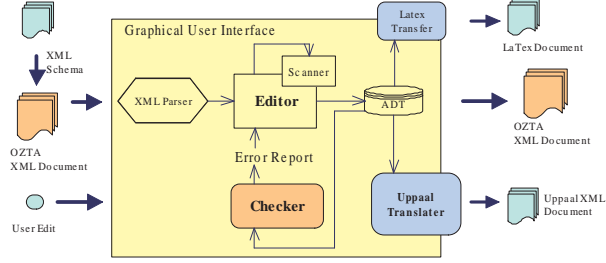 Graphical User Interface
Latex
Transfer
LaTex Document
XML
Schema
Scanner
XML Parser
Editor
ADT
OZTA
XML Document
OZTA
XML Document
Error Report
Checker
Uppaal
Translater
Uppaal XML
Document
User Edit